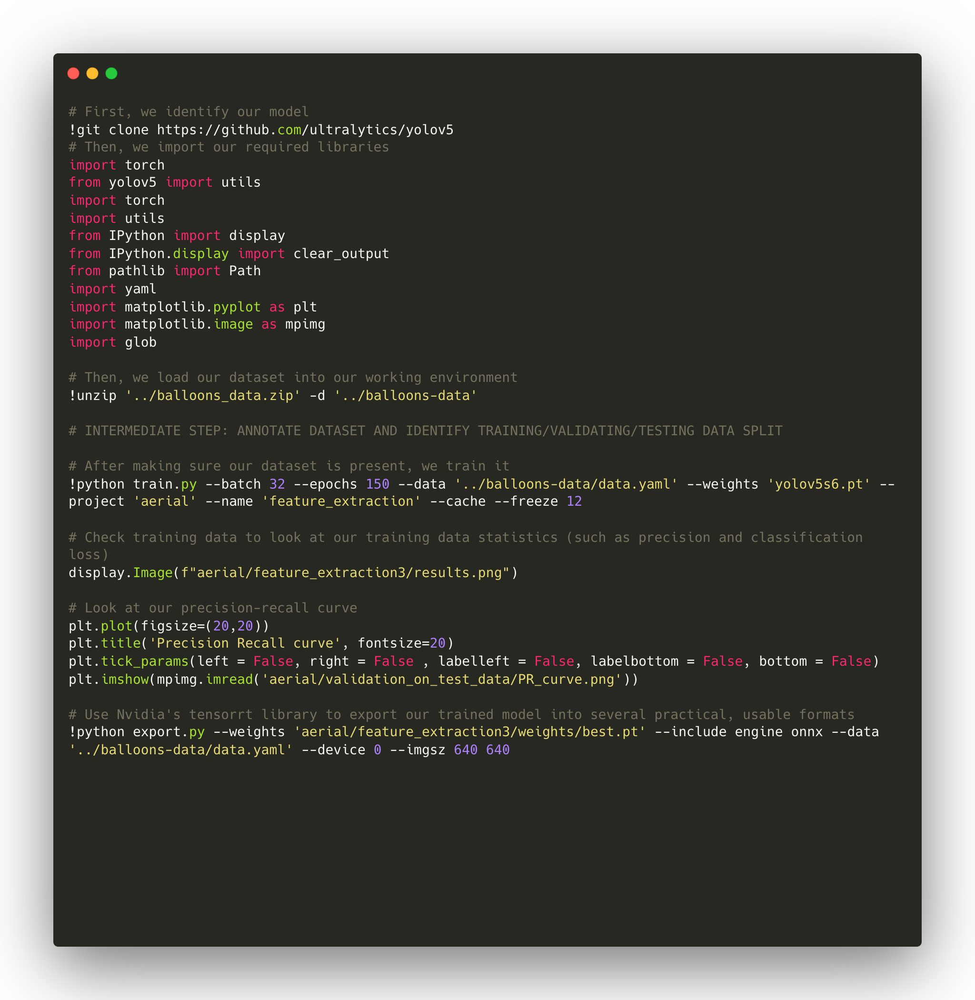 # First, we identify our model
!git clone https://github.com/ultralytics/yolov5
# Then, we import our required libraries
import torch
from yolov5 import utils
import torch
import utils
from IPython import display
from IPython.display import clear_output
from pathlib import Path
import yaml
import matplotlib.pyplot as plt
import matplotlib.image as mpimg
import glob
# Then, we load our dataset into our working environment
!unzip '../balloons_data.zip' -d '../balloons-data'
# INTERMEDIATE STEP: ANNOTATE DATASET AND IDENTIFY TRAINING/VALIDATING/TESTING DATA SPLIT
# After making sure our dataset is present, we train it
!python train.py --batch 32 --epochs 150 --data '../balloons-data/data.yaml' --weights 'yolov5s6.pt' --
project 'aerial' --name 'feature_extraction' --cache --freeze 12
# Check training data to look at our training data statistics (such as precision and classification
loss)
display.Image(f"aerial/feature_extraction3/results.png")
# Look at our precision-recall curve
plt.plot(figsize=(20,20))
plt.title('Precision Recall curve', fontsize=20)
plt.tick_params(left = False, right = False , labelleft = False, labelbottom = False, bottom = False)
plt.imshow(mpimg.imread('aerial/validation_on_test_data/PR_curve.png'))
# Use Nvidia's tensorrt library to export our trained model into several practical, usable formats
!python export.py --weights 'aerial/feature_extraction3/weights/best.pt' --include engine onnx --data
'../balloons-data/data.yaml' --device 0 --imgsz 640 640